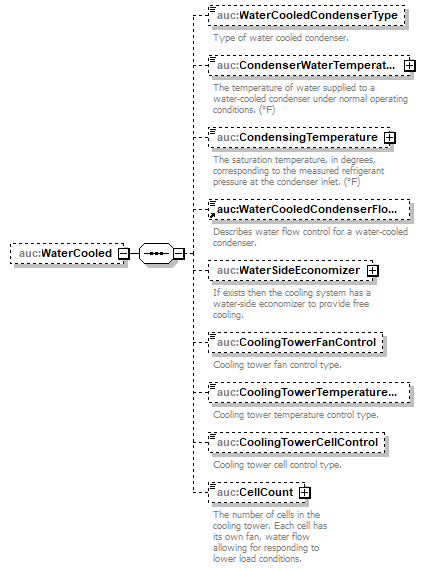 auc:WaterCooledCondenserType
Type of water cooled condenser.
auc:CondenserWaterTemperat...
The temperature of water supplied to a
water-cooled condenser under normal operating
conditions. (°F)
auc:CondensingTemperature
The saturation temperature, in degrees,
corresponding to the measured refrigerant
pressure at the condenser inlet. (°F)
auc:WaterCooledCondenserFlo...
Describes water flow control for a water-cooled
condenser.
auc:WaterCooled
auc:WaterSideEconomizer
If exists then the cooling system has a
water-side economizer to provide free
cooling.
auc:CoolingTowerFanControl
Cooling tower fan control type.
auc:CoolingTowerTemperature...
Cooling tower temperature control type.
auc:CoolingTowerCellControl
Cooling tower cell control type.
auc:CellCount
The number of cells in the
cooling tower. Each cell has
its own fan, water flow
allowing for responding to
lower load conditions.